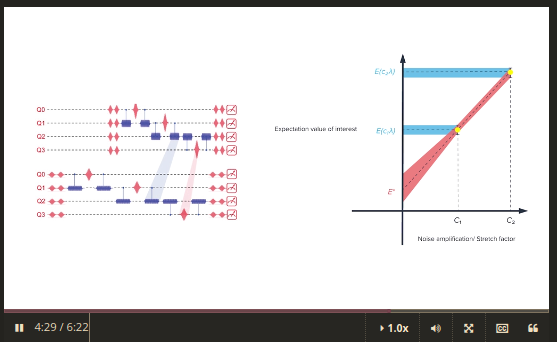 Q0
Q1
Q2
Q3
Q0
Q1
Q2
Q3
E(c₂λ)
Expectation value of interest
E(c₁λ)
E*
C₁
C₂
Noise amplification/ Stretch factor
4:29 / 6:22
1.0x
CC